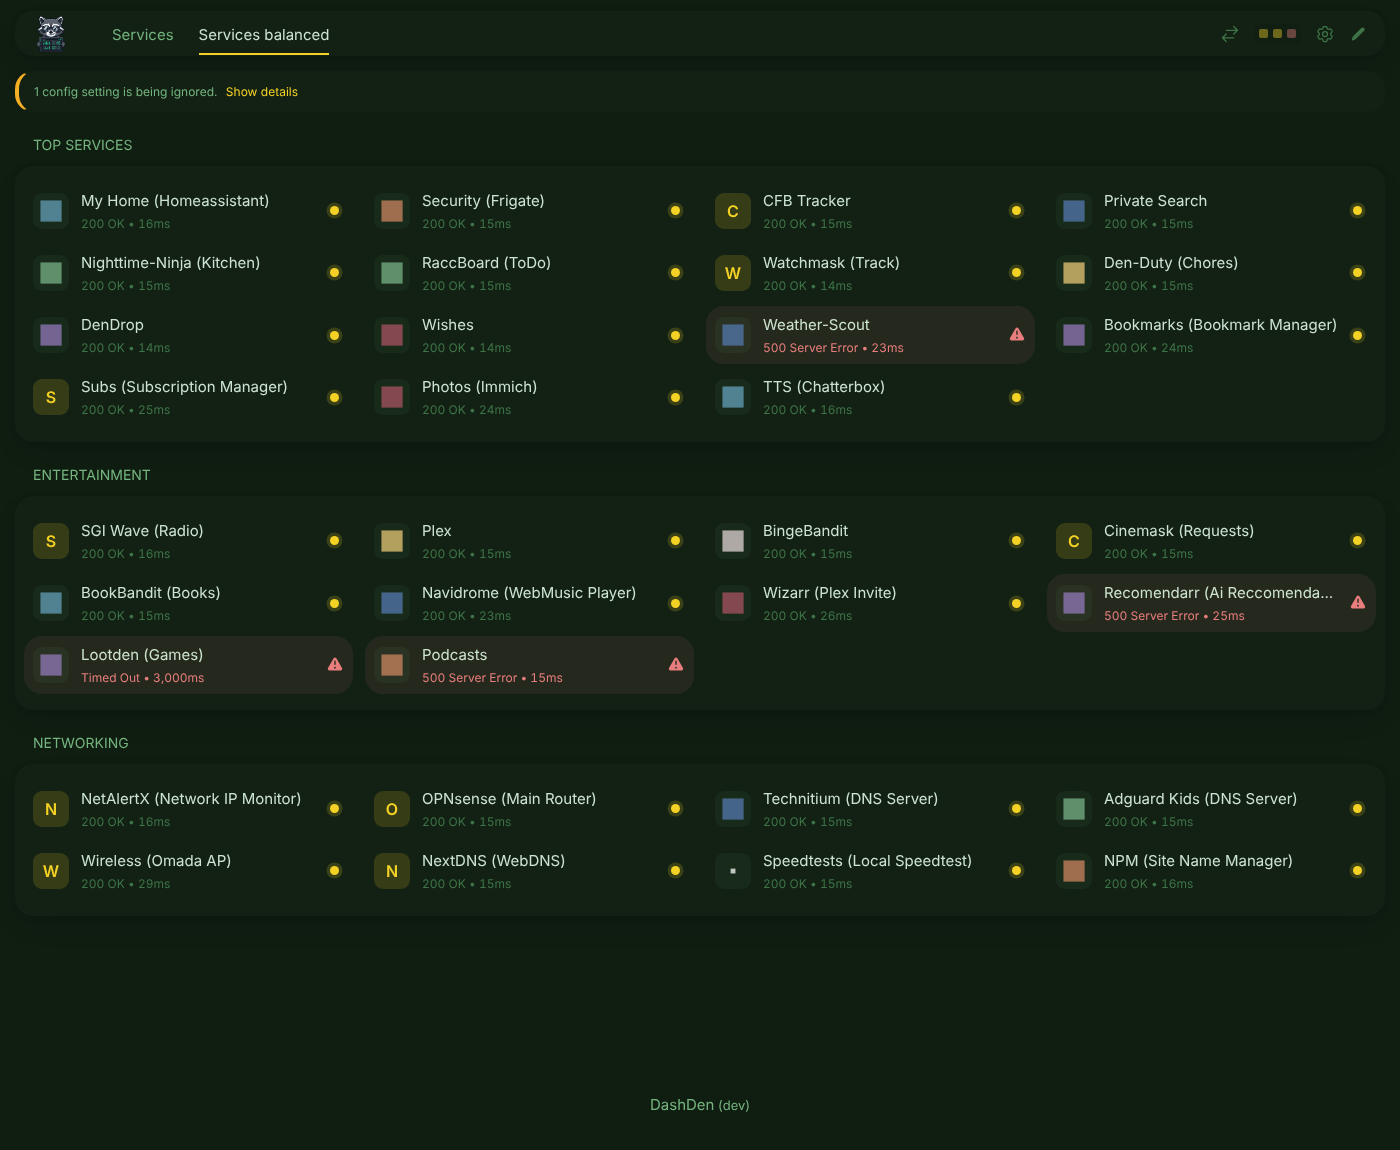 Services
Services balanced
1 config setting is being ignored. Show details
TOP SERVICES
My Home (Homeassistant)
200 OK • 16ms
Security (Frigate)
200 OK • 15ms
C
CFB Tracker
200 OK • 15ms
Private Search
200 OK • 15ms
Nighttime-Ninja (Kitchen)
200 OK • 15ms
RaccBoard (ToDo)
200 OK • 15ms
W
Watchmask (Track)
200 OK • 14ms
Den-Duty (Chores)
200 OK • 15ms
DenDrop
200 OK • 14ms
Wishes
200 OK • 14ms
Weather-Scout
500 Server Error • 23ms
Bookmarks (Bookmark Manager)
200 OK • 24ms
S
Subs (Subscription Manager)
200 OK • 25ms
Photos (Immich)
200 OK • 24ms
TTS (Chatterbox)
200 OK • 16ms
ENTERTAINMENT
S
SGI Wave (Radio)
200 OK • 16ms
Plex
200 OK • 15ms
BingeBandit
200 OK • 15ms
C
Cinemask (Requests)
200 OK • 15ms
BookBandit (Books)
200 OK • 15ms
Navidrome (WebMusic Player)
200 OK • 23ms
Wizarr (Plex Invite)
200 OK • 26ms
Recomendarr (Ai Reccomenda...
500 Server Error • 25ms
Lootden (Games)
Timed Out • 3,000ms
Podcasts
500 Server Error • 15ms
NETWORKING
N
NetAlertX (Network IP Monitor)
200 OK • 16ms
O
OPNsense (Main Router)
200 OK • 15ms
Technitium (DNS Server)
200 OK • 15ms
Adguard Kids (DNS Server)
200 OK • 15ms
W
Wireless (Omada AP)
200 OK • 29ms
N
NextDNS (WebDNS)
200 OK • 15ms
Speedtests (Local Speedtest)
200 OK • 15ms
NPM (Site Name Manager)
200 OK • 16ms
DashDen (dev)